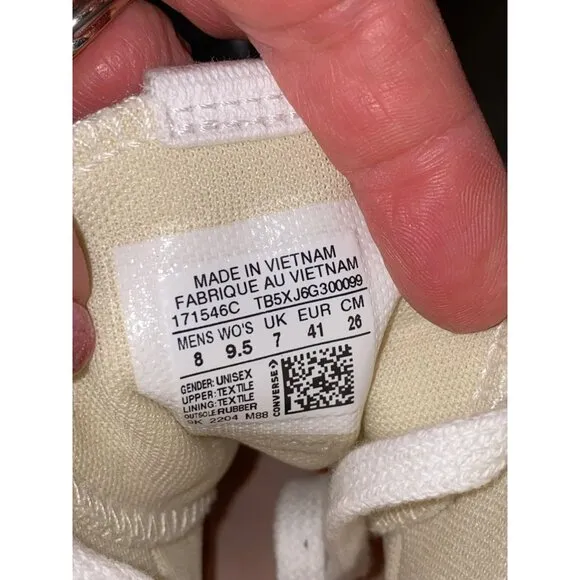 MADE IN VIETNAM
FABRIQUE AU VIETNAM
171546C TB5XJ6G300099
MENS WO'S UK EUR CM
8 9.5 7 41 26
GENDER: UNISEX
UPPER: TEXTILE
LINING: TEXTILE
OUTSOLE: RUBBER
2204 M88
CONVERSE